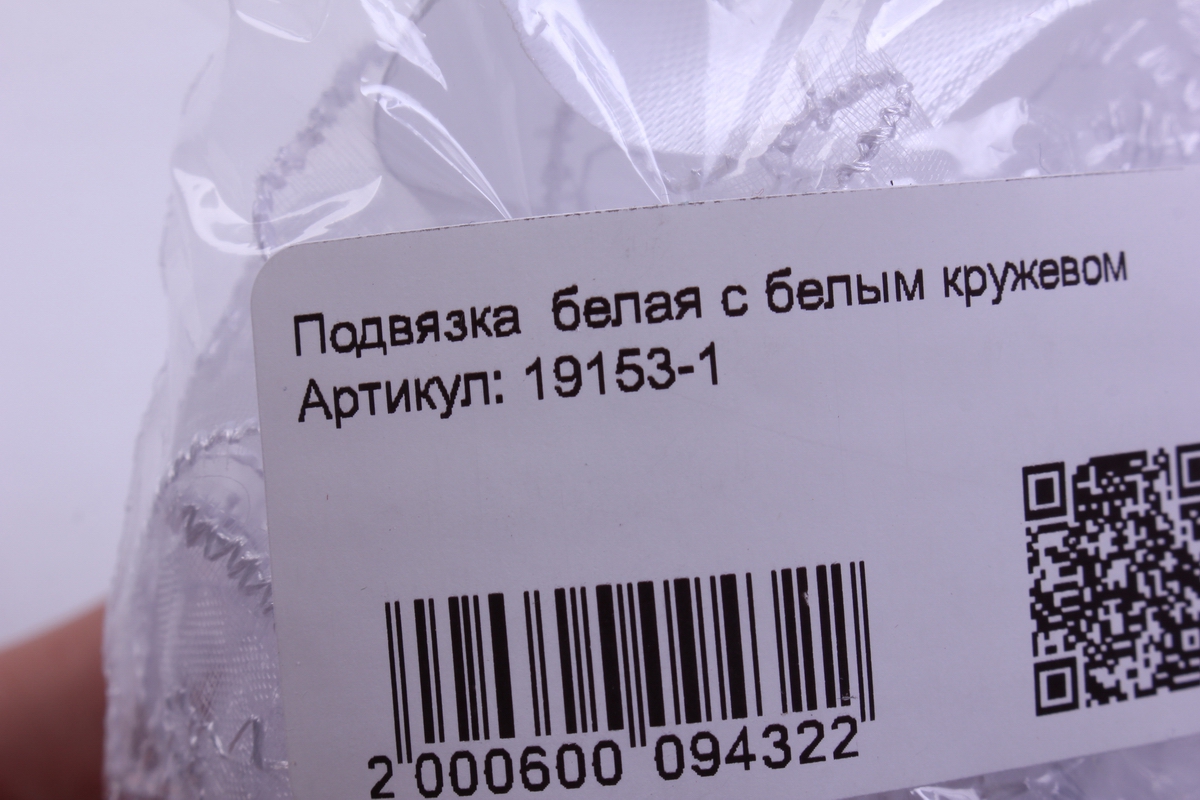 Подвязка белая с белым кружевом
Артикул: 19153-1
2 000600 094322